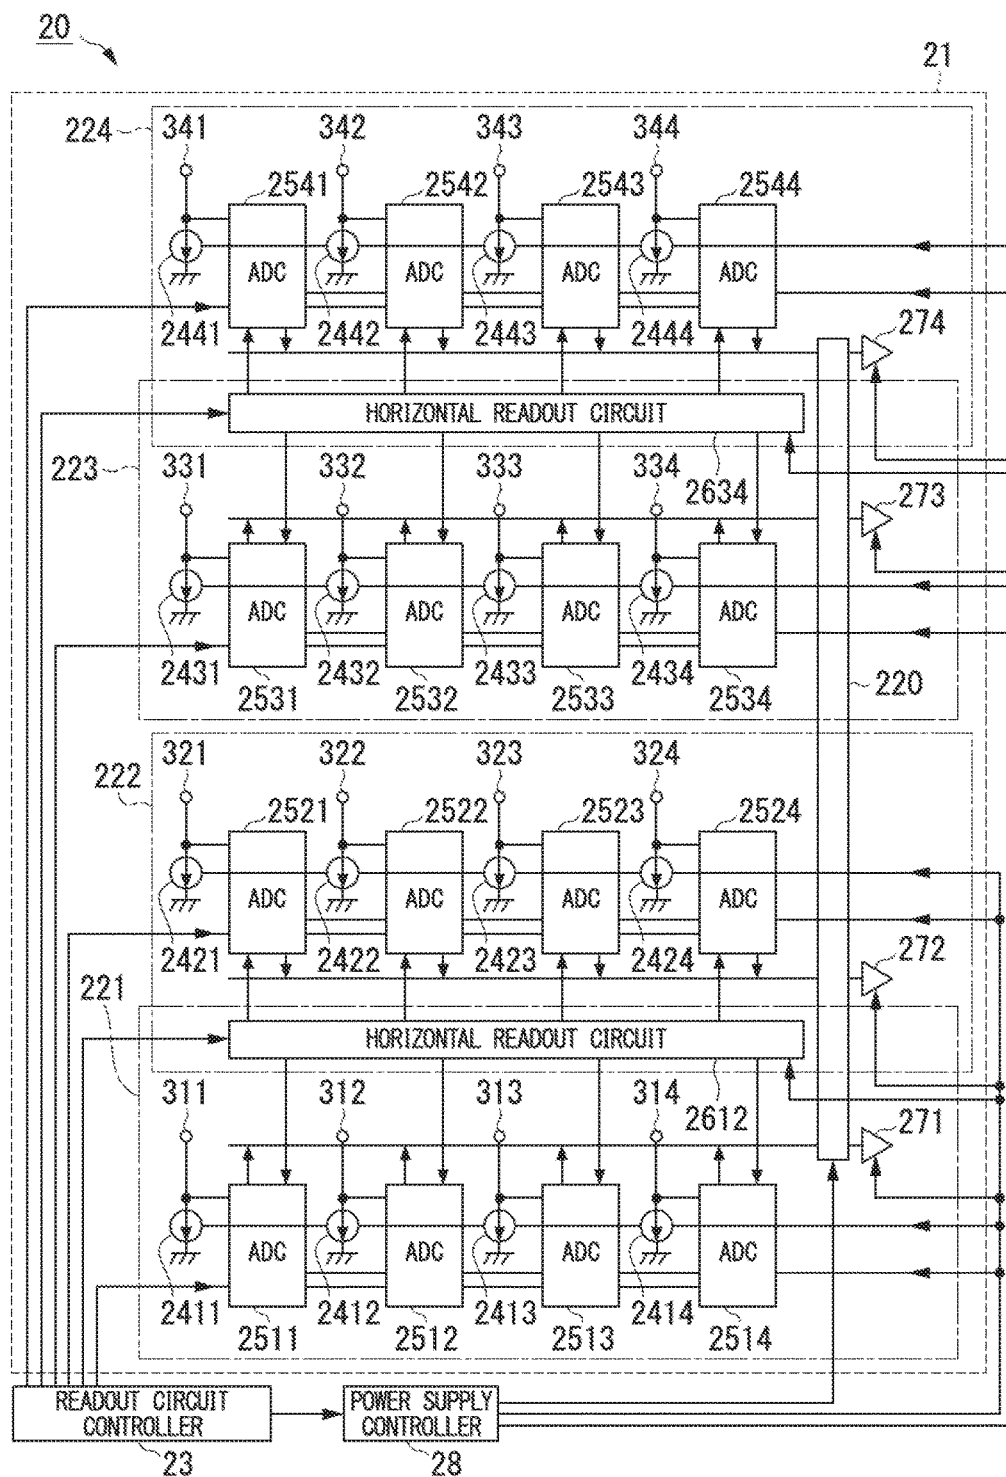 20
21
224
341 342 343 344
2541 2542 2543 2544
ADC ADC ADC ADC
2441 2442 2443 2444
274
HORIZONTAL READOUT CIRCUIT
223
331 332 333 334
2634
273
ADC ADC ADC ADC
2431 2432 2433 2434
2531 2532 2533 2534
220
321 322 323 324
222
2521 2522 2523 2524
ADC ADC ADC ADC
2421 2422 2423 2424
272
221
HORIZONTAL READOUT CIRCUIT
311 312 313 314
2612
271
ADC ADC ADC ADC
2411 2412 2413 2414
2511 2512 2513 2514
READOUT CIRCUIT
CONTROLLER
POWER SUPPLY
CONTROLLER
23
28